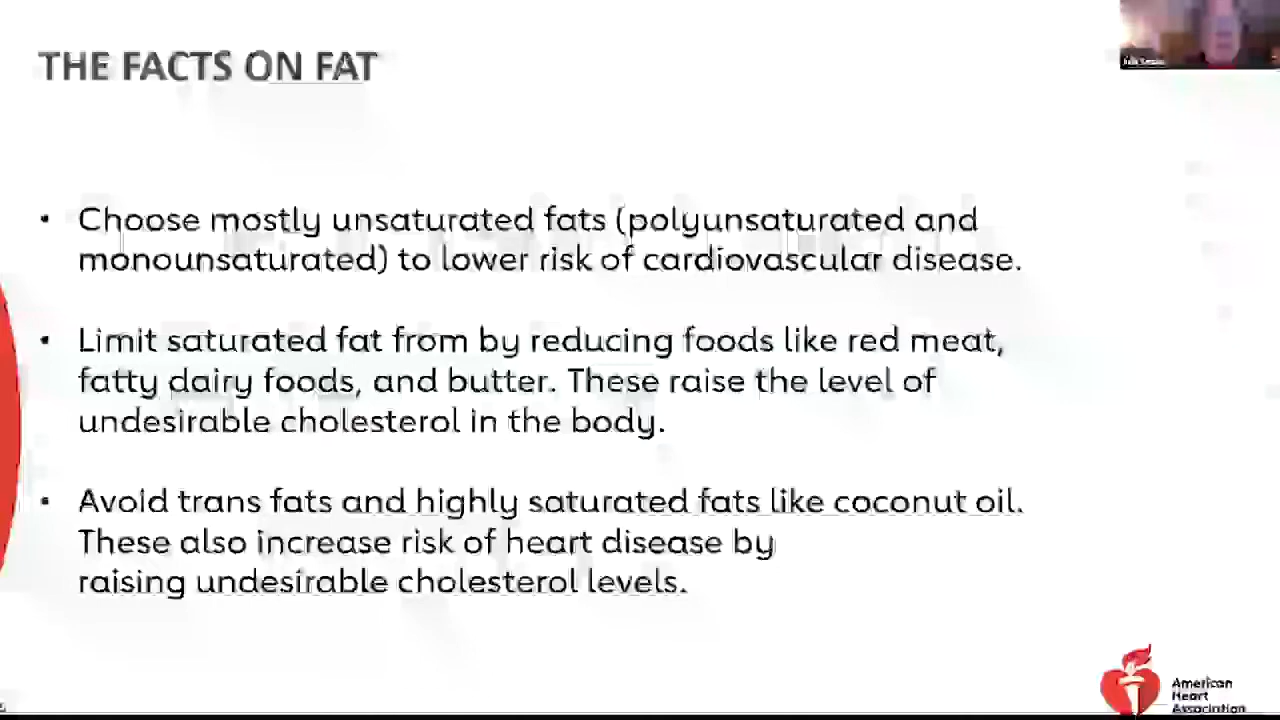 THE FACTS ON FAT
• Choose mostly unsaturated fats (polyunsaturated and
monounsaturated) to lower risk of cardiovascular disease.
• Limit saturated fat from by reducing foods like red meat,
fatty dairy foods, and butter. These raise the level of
undesirable cholesterol in the body.
• Avoid trans fats and highly saturated fats like coconut oil.
These also increase risk of heart disease by
raising undesirable cholesterol levels.
American
Heart
Association